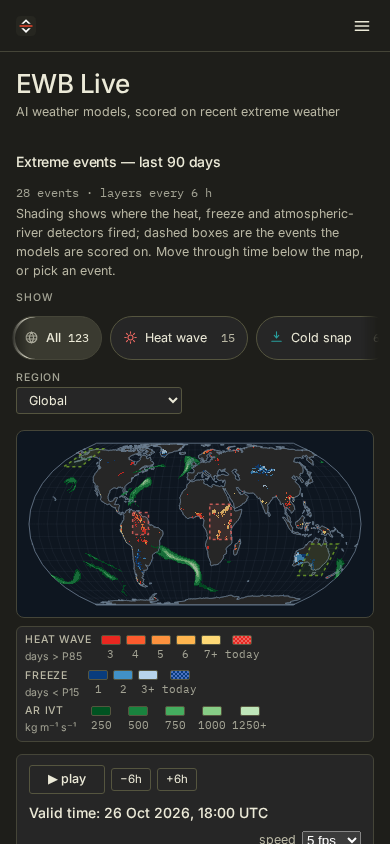 EWB Live
AI weather models, scored on recent extreme weather
Extreme events — last 90 days
28 events · layers every 6 h
Shading shows where the heat, freeze and atmospheric-
river detectors fired; dashed boxes are the events the
models are scored on. Move through time below the map,
or pick an event.
SHOW
All 123 Heat wave 15 Cold snap
REGION
Global
HEAT WAVE
days > P85 3 4 5 6 7+ today
FREEZE
days < P15 1 2 3+ today
AR IVT
kg m⁻¹ s⁻¹ 250 500 750 1000 1250+
▶ play −6h +6h
Valid time: 26 Oct 2026, 18:00 UTC
speed 5 fps